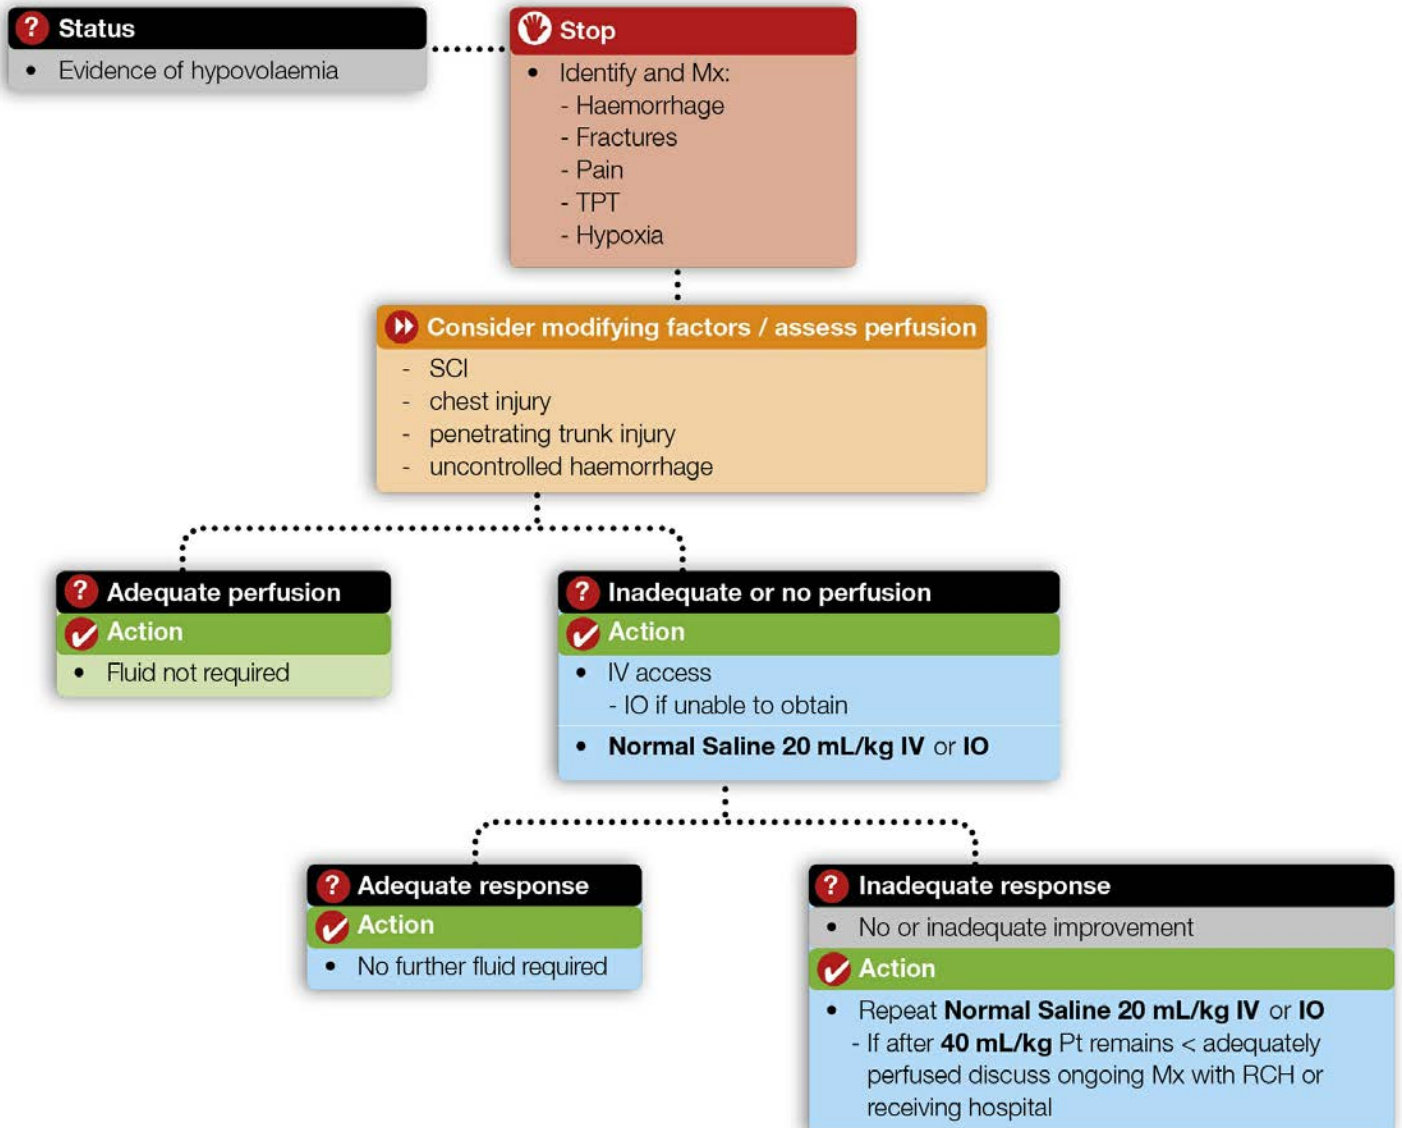 ? Status
• Evidence of hypovolaemia
Stop
• Identify and Mx:
- Haemorrhage
- Fractures
- Pain
- TPT
- Hypoxia
Consider modifying factors / assess perfusion
- SCI
- chest injury
- penetrating trunk injury
- uncontrolled haemorrhage
? Adequate perfusion
Action
• Fluid not required
? Inadequate or no perfusion
Action
• IV access
- IO if unable to obtain
• Normal Saline 20 mL/kg IV or IO
? Adequate response
Action
• No further fluid required
? Inadequate response
• No or inadequate improvement
Action
• Repeat Normal Saline 20 mL/kg IV or IO
- If after 40 mL/kg Pt remains < adequately
perfused discuss ongoing Mx with RCH or
receiving hospital